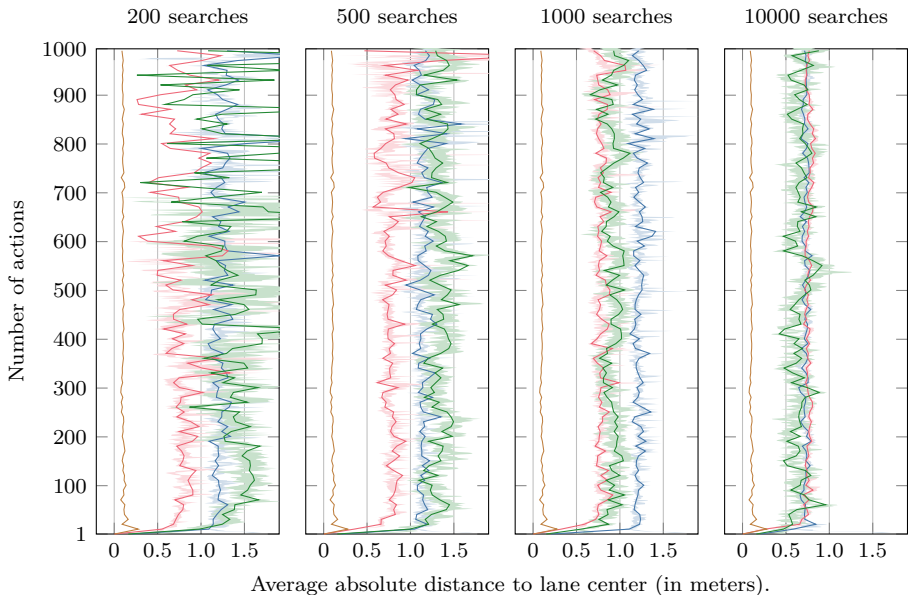 200 searches 500 searches 1000 searches 10000 searches
1000
900
800
700
600
500
400
300
200
100
1
Number of actions
0 0.5 1.0 1.5 0 0.5 1.0 1.5 0 0.5 1.0 1.5 0 0.5 1.0 1.5
Average absolute distance to lane center (in meters).